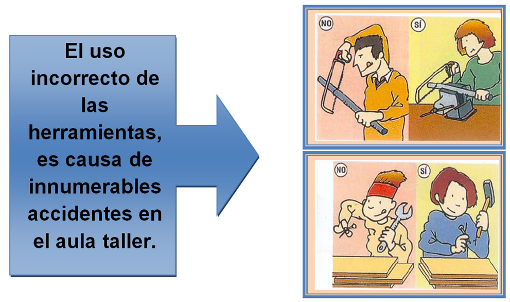 El uso
incorrecto de
las
herramientas,
es causa de
innumerables
accidentes en
el aula taller.
NO
SÍ
NO
SÍ